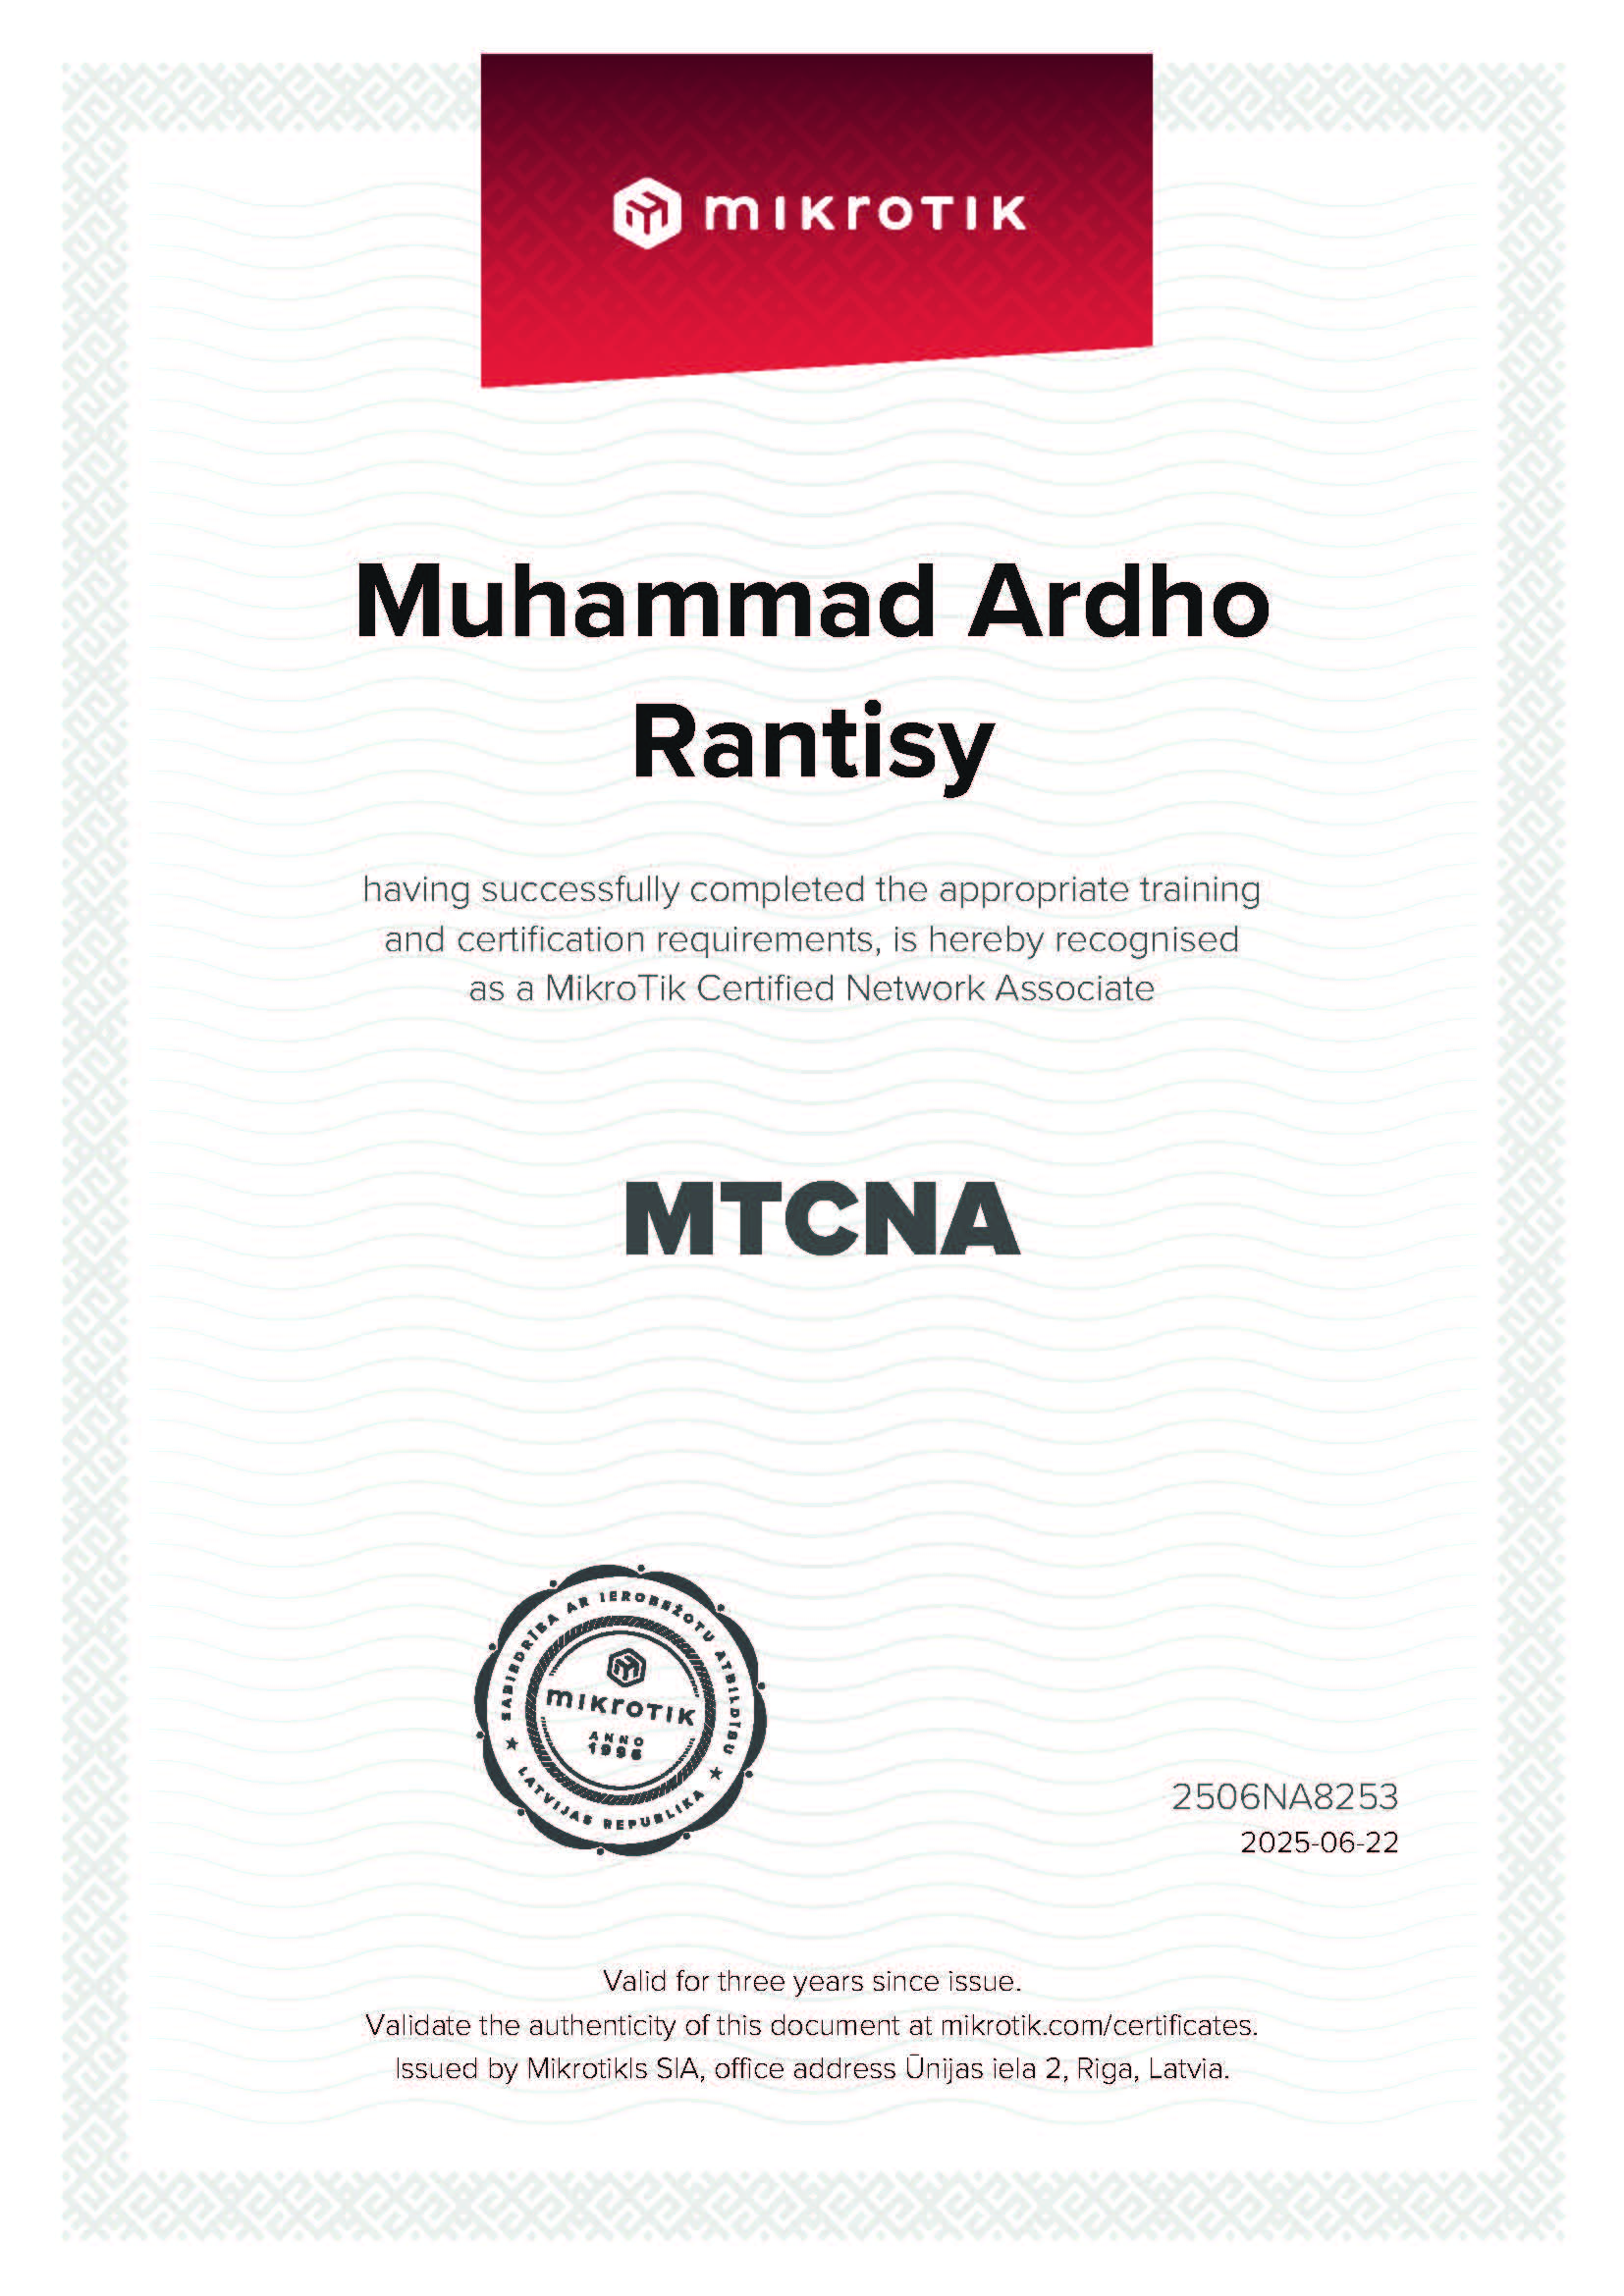 mikrotik
Muhammad Ardho
Rantisy
having successfully completed the appropriate training
and certification requirements, is hereby recognised
as a MikroTik Certified Network Associate
MTCNA
SABIEDRĪBA AR IEROBEŽOTU ATBILDĪBU
mikrotik
ANNO
1996
LATVIJAS REPUBLIKA
2506NA8253
2025-06-22
Valid for three years since issue.
Validate the authenticity of this document at mikrotik.com/certificates.
Issued by Mikrotikls SIA, office address Ūnijas iela 2, Riga, Latvia.